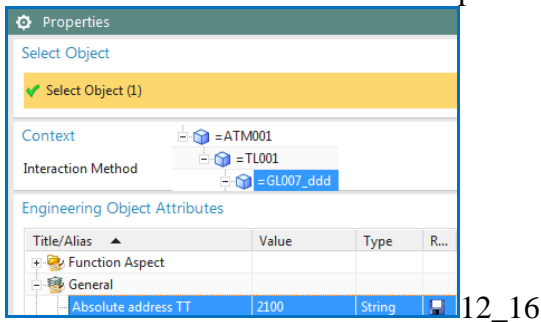 Properties
Select Object
Select Object (1)
Context
=ATM001
=TL001
Interaction Method
=GL007_ddd
Engineering Object Attributes
Title/Alias Value Type R...
Function Aspect
General
Absolute address TT 2100 String
12_16